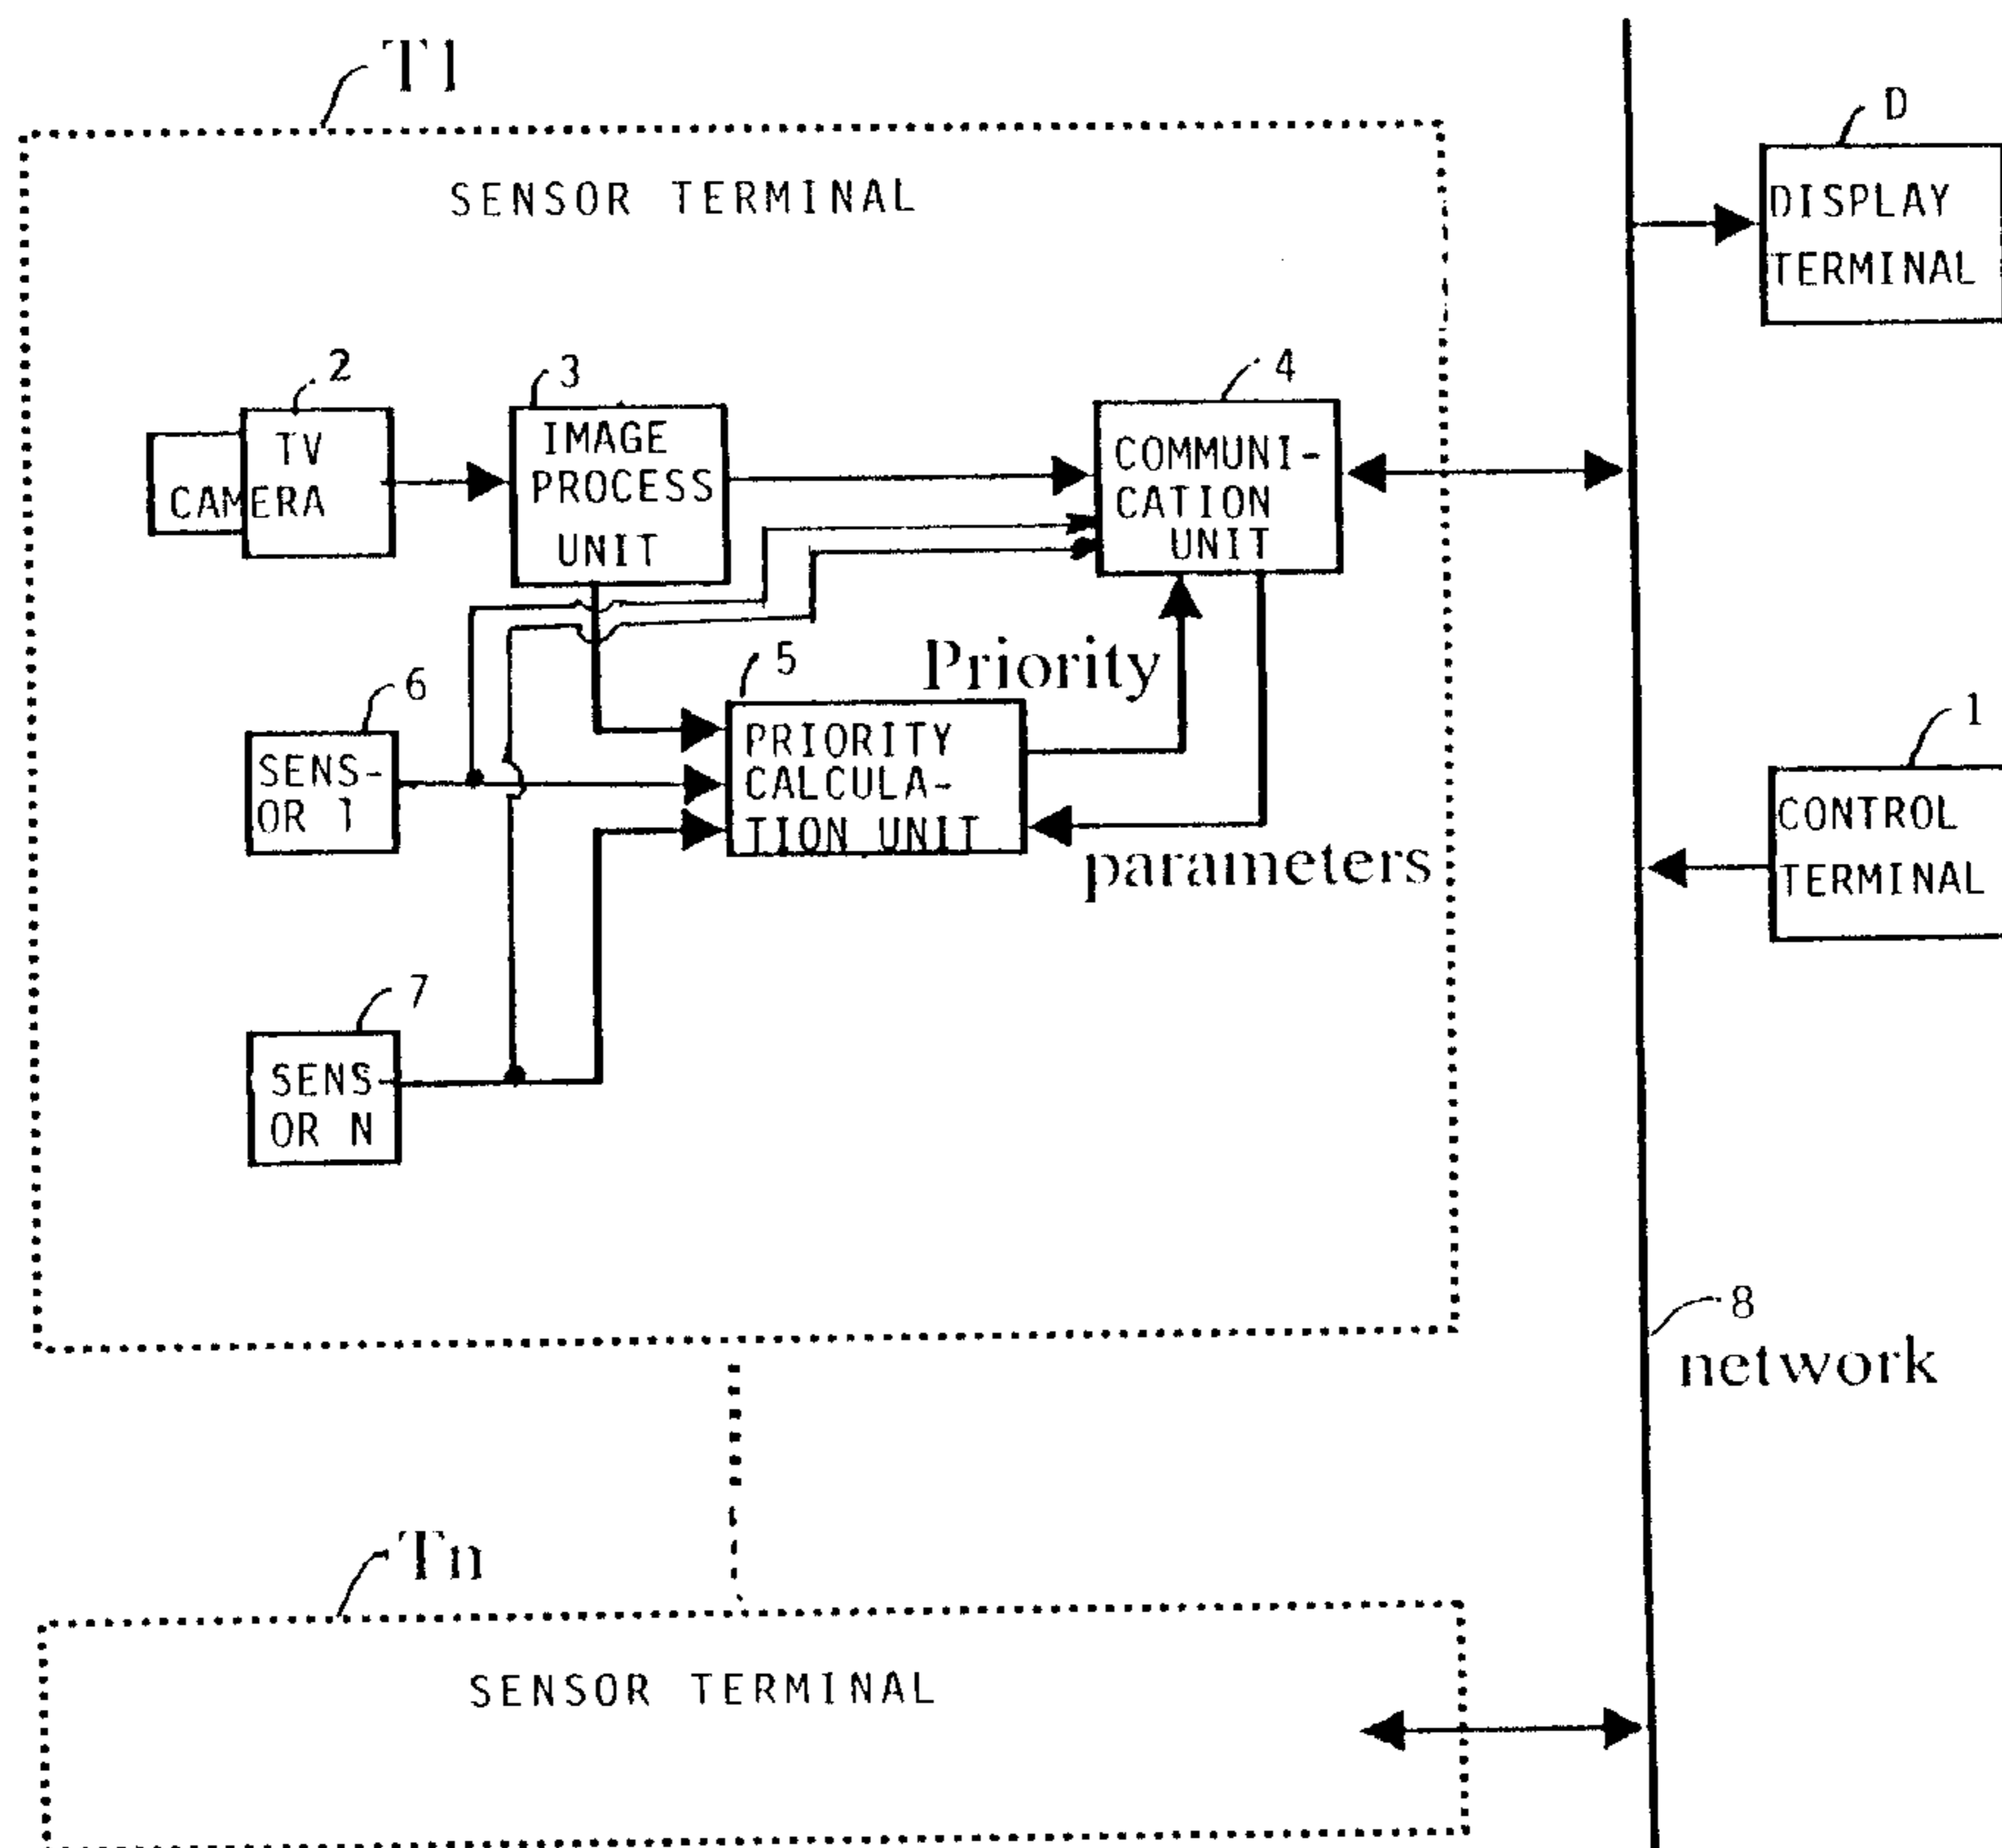 T1
SENSOR TERMINAL
D
DISPLAY
TERMINAL
2
TV
CAMERA
3
IMAGE
PROCESS
UNIT
4
COMMUNI-
CATION
UNIT
Priority
6
SENS-
OR 1
5
PRIORITY
CALCULA-
TION UNIT
parameters
1
CONTROL
TERMINAL
7
SENS-
OR N
8
network
Tn
SENSOR TERMINAL